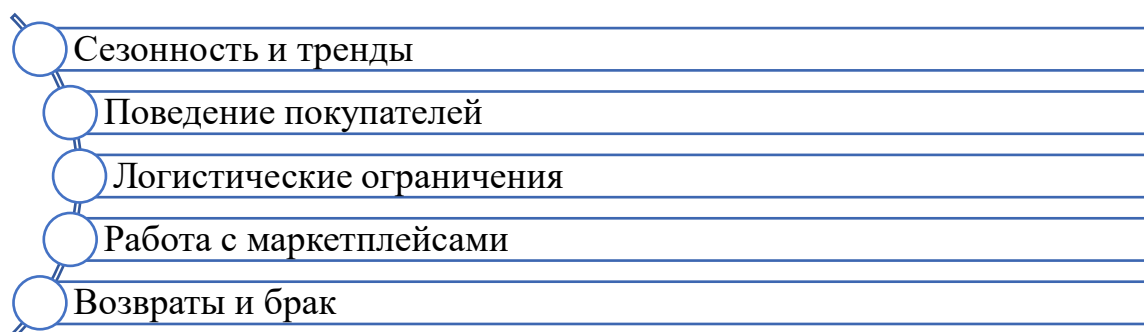 Сезонность и тренды
Поведение покупателей
Логистические ограничения
Работа с маркетплейсами
Возвраты и брак